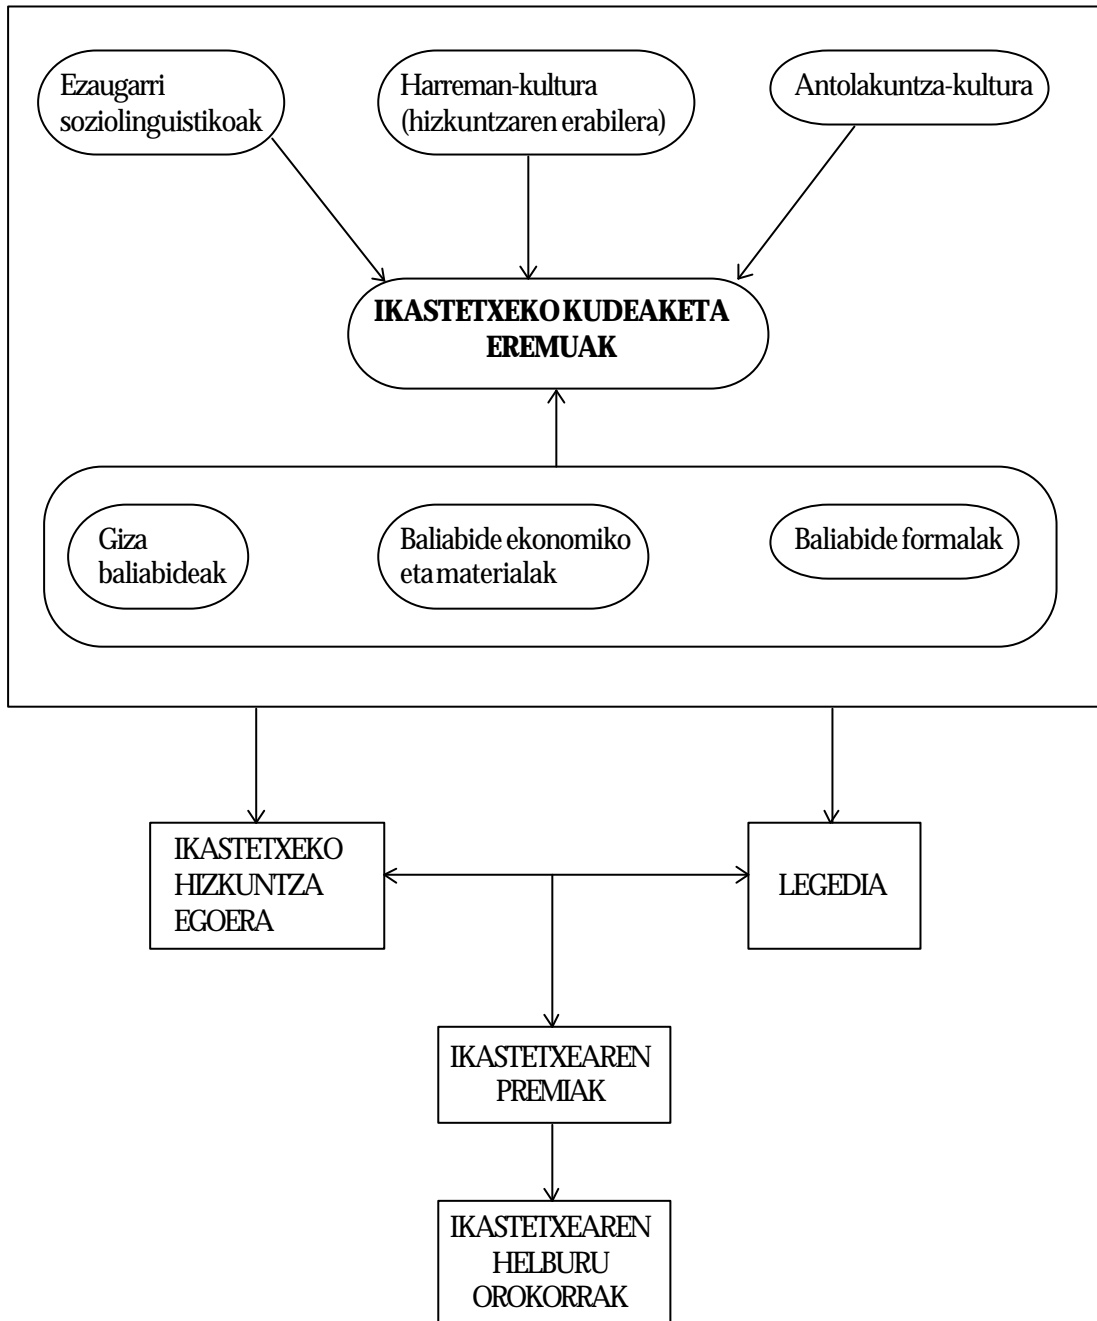 Ezaugarri
soziolinguistikoak
Harreman-kultura
(hizkuntzaren erabilera)
Antolakuntza-kultura
IKASTETXEKO KUDEAKETA
EREMUAK
Giza
baliabideak
Baliabide ekonomiko
eta materialak
Baliabide formalak
IKASTETXEKO
HIZKUNTZA
EGOERA
LEGEDIA
IKASTETXEAREN
PREMIAK
IKASTETXEAREN
HELBURU
OROKORRAK